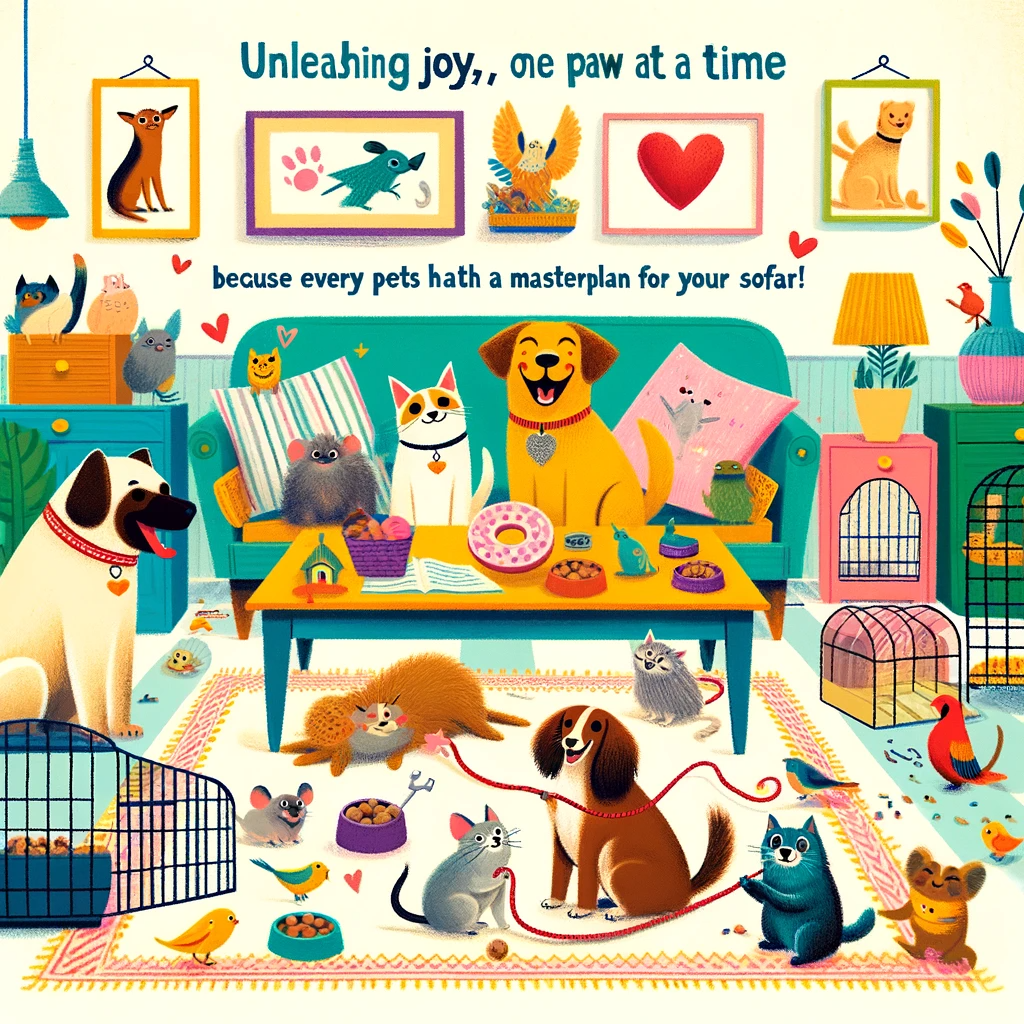 Unleashing joy,, one paw at a time
becuse every pets hath a masterplan for your sofar!